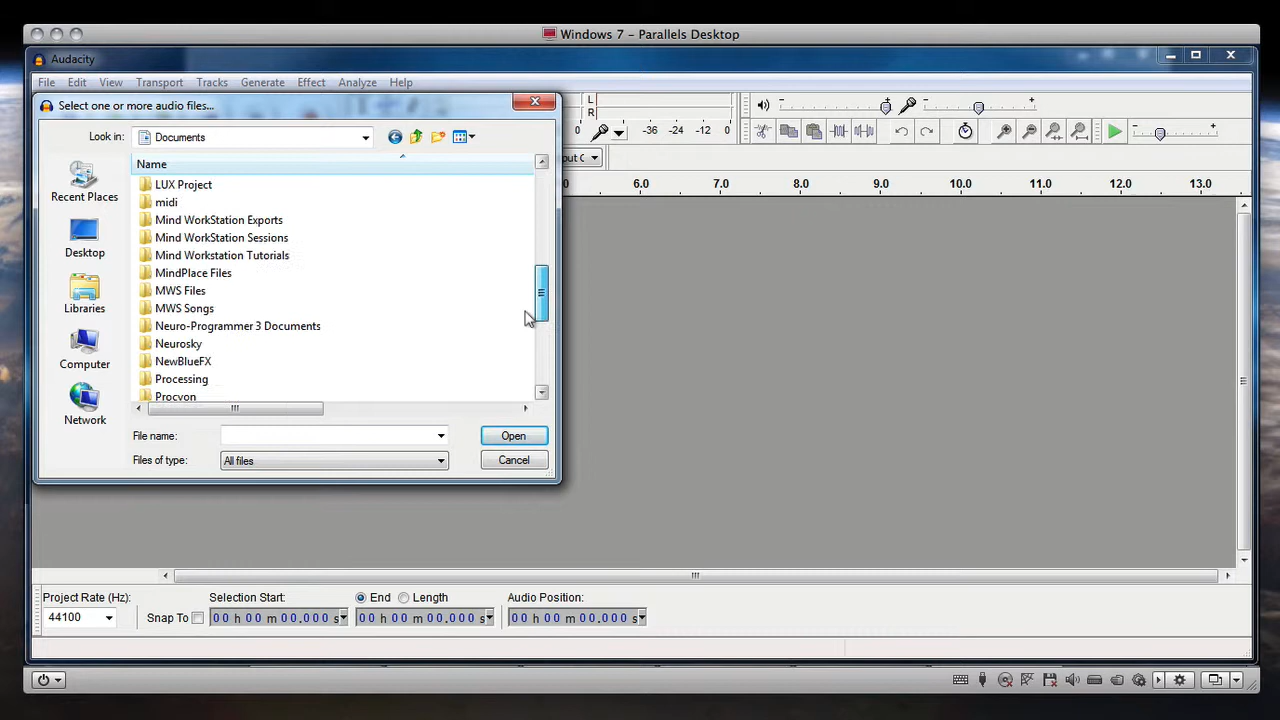 Windows 7 - Parallels Desktop
Audacity
File Edit View Transport Tracks Generate Effect Analyze Help
Select one or more audio files...
L
R
0 -36 -24 -12 0
Look in: Documents
Name
LUX Project
midi
Mind WorkStation Exports
Mind WorkStation Sessions
Mind Workstation Tutorials
MindPlace Files
MWS Files
MWS Songs
Neuro-Programmer 3 Documents
Neurosky
NewBlueFX
Processing
Procyon
Recent Places
Desktop
Libraries
Computer
Network
File name:
Open
Files of type: All files
Cancel
6.0 7.0 8.0 9.0 10.0 11.0 12.0 13.0
Project Rate (Hz): Selection Start: End Length Audio Position:
44100 Snap To 00 h 00 m 00.000 s 00 h 00 m 00.000 s 00 h 00 m 00.000 s